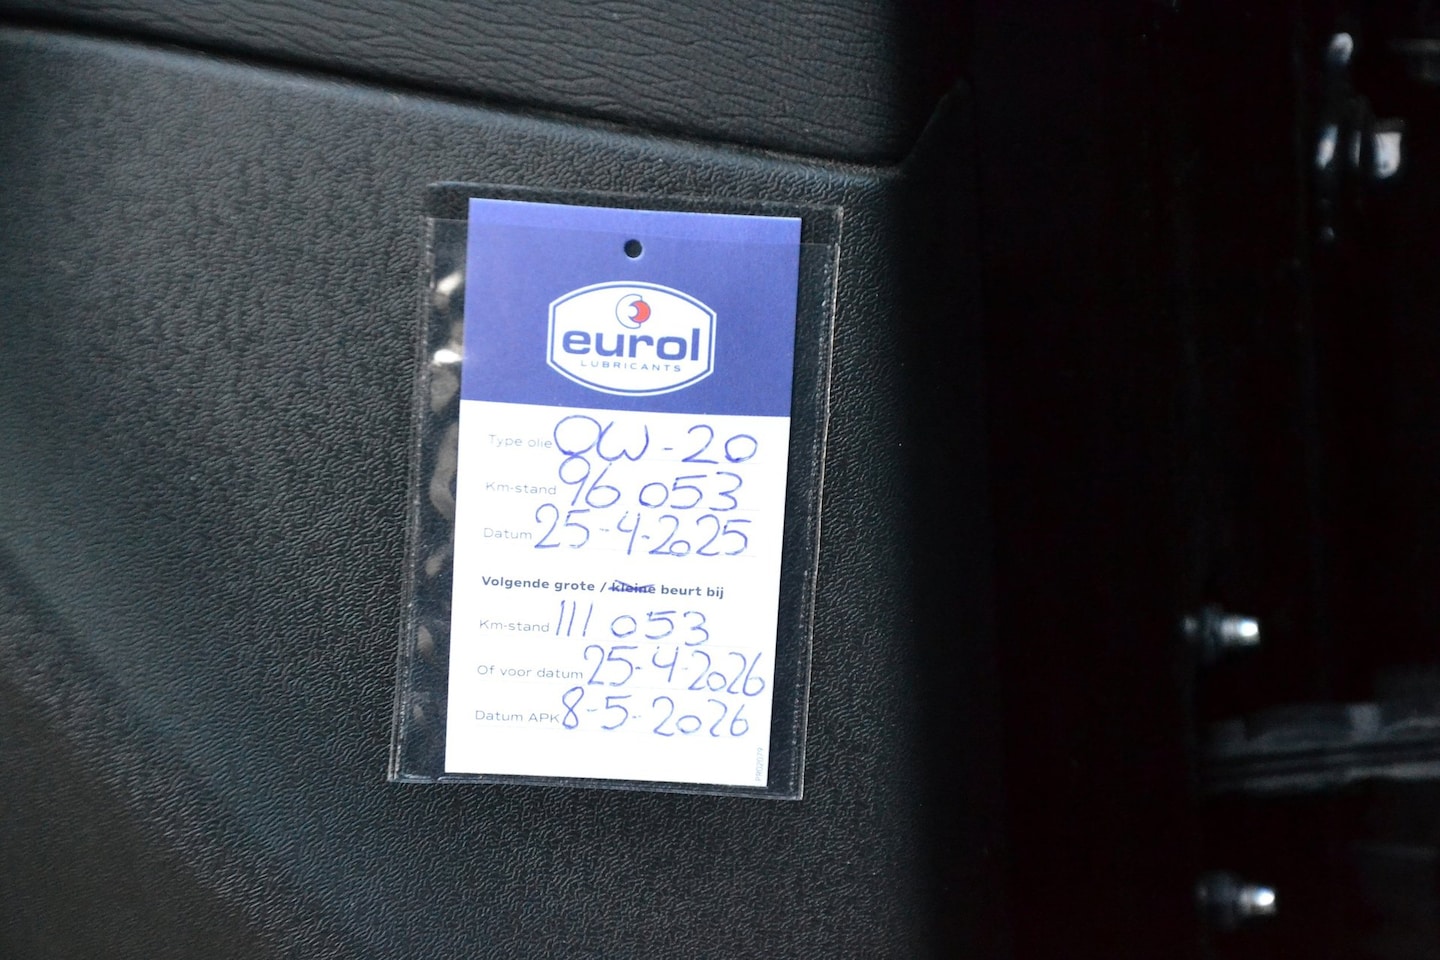 eurol
LUBRICANTS
Type olie 0W-20
Km-stand 96 053
Datum 25-4-2025
Volgende grote / kleine beurt bij
Km-stand 111 053
Of voor datum 25-4-2026
Datum APK 8-5-2026